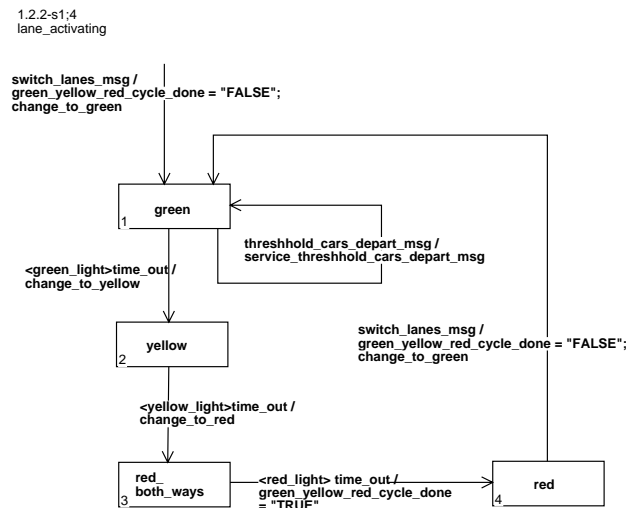 1.2.2-s1;4
lane_activating
switch_lanes_msg /
green_yellow_red_cycle_done = "FALSE";
change_to_green
green
1
threshhold_cars_depart_msg /
service_threshhold_cars_depart_msg
<green_light>time_out /
change_to_yellow
switch_lanes_msg /
green_yellow_red_cycle_done = "FALSE";
change_to_green
yellow
2
<yellow_light>time_out /
change_to_red
red_
both_ways
3
<red_light> time_out /
green_yellow_red_cycle_done
= "TRUE"
red
4